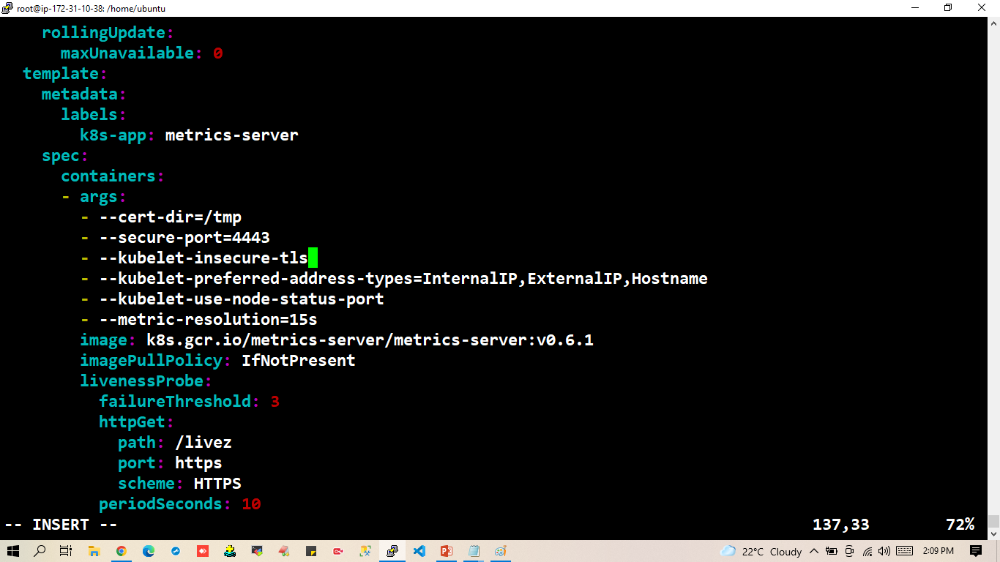 root@ip-172-31-10-38: /home/ubuntu
rollingUpdate:
maxUnavailable: 0
template:
metadata:
labels:
k8s-app: metrics-server
spec:
containers:
- args:
- --cert-dir=/tmp
- --secure-port=4443
- --kubelet-insecure-tls
- --kubelet-preferred-address-types=InternalIP,ExternalIP,Hostname
- --kubelet-use-node-status-port
- --metric-resolution=15s
image: k8s.gcr.io/metrics-server/metrics-server:v0.6.1
imagePullPolicy: IfNotPresent
livenessProbe:
failureThreshold: 3
httpGet:
path: /livez
port: https
scheme: HTTPS
periodSeconds: 10
-- INSERT -- 137,33 72%
22°C Cloudy 2:09 PM